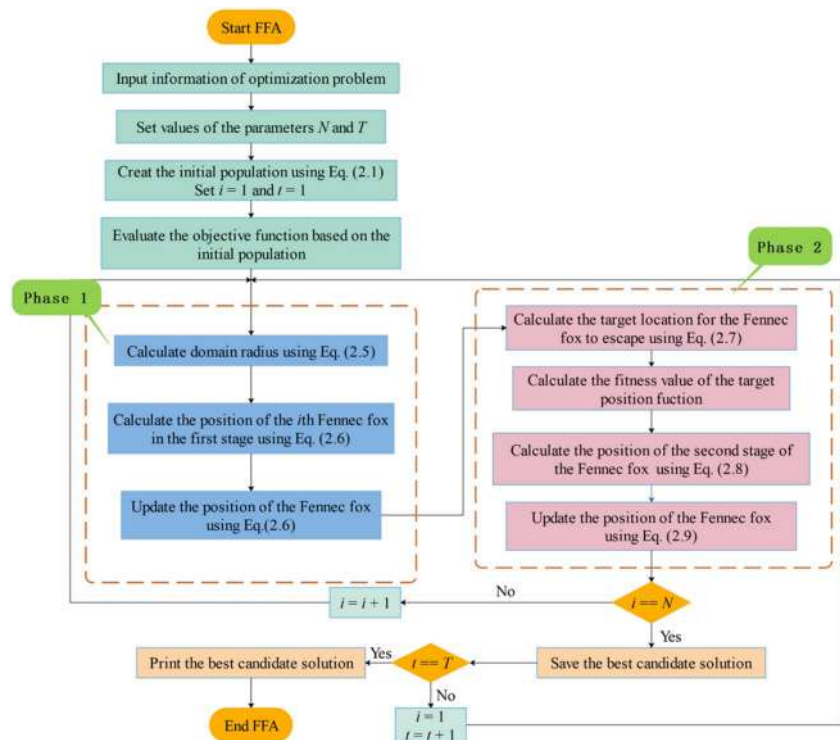 Start FFA
Input information of optimization problem
Set values of the parameters N and T
Creat the initial population using Eq. (2.1)
Set i = 1 and t = 1
Evaluate the objective function based on the
initial population
Phase 1
Calculate domain radius using Eq. (2.5)
Calculate the position of the ith Fennec fox
in the first stage using Eq. (2.6)
Update the position of the Fennec fox
using Eq.(2.6)
Phase 2
Calculate the target location for the Fennec
fox to escape using Eq. (2.7)
Calculate the fitness value of the target
position fuction
Calculate the position of the second stage of
the Fennec fox using Eq. (2.8)
Update the position of the Fennec fox
using Eq. (2.9)
i == N
No
i = i + 1
Yes
Save the best candidate solution
t == T
Yes
Print the best candidate solution
No
i = 1
t = t + 1
End FFA